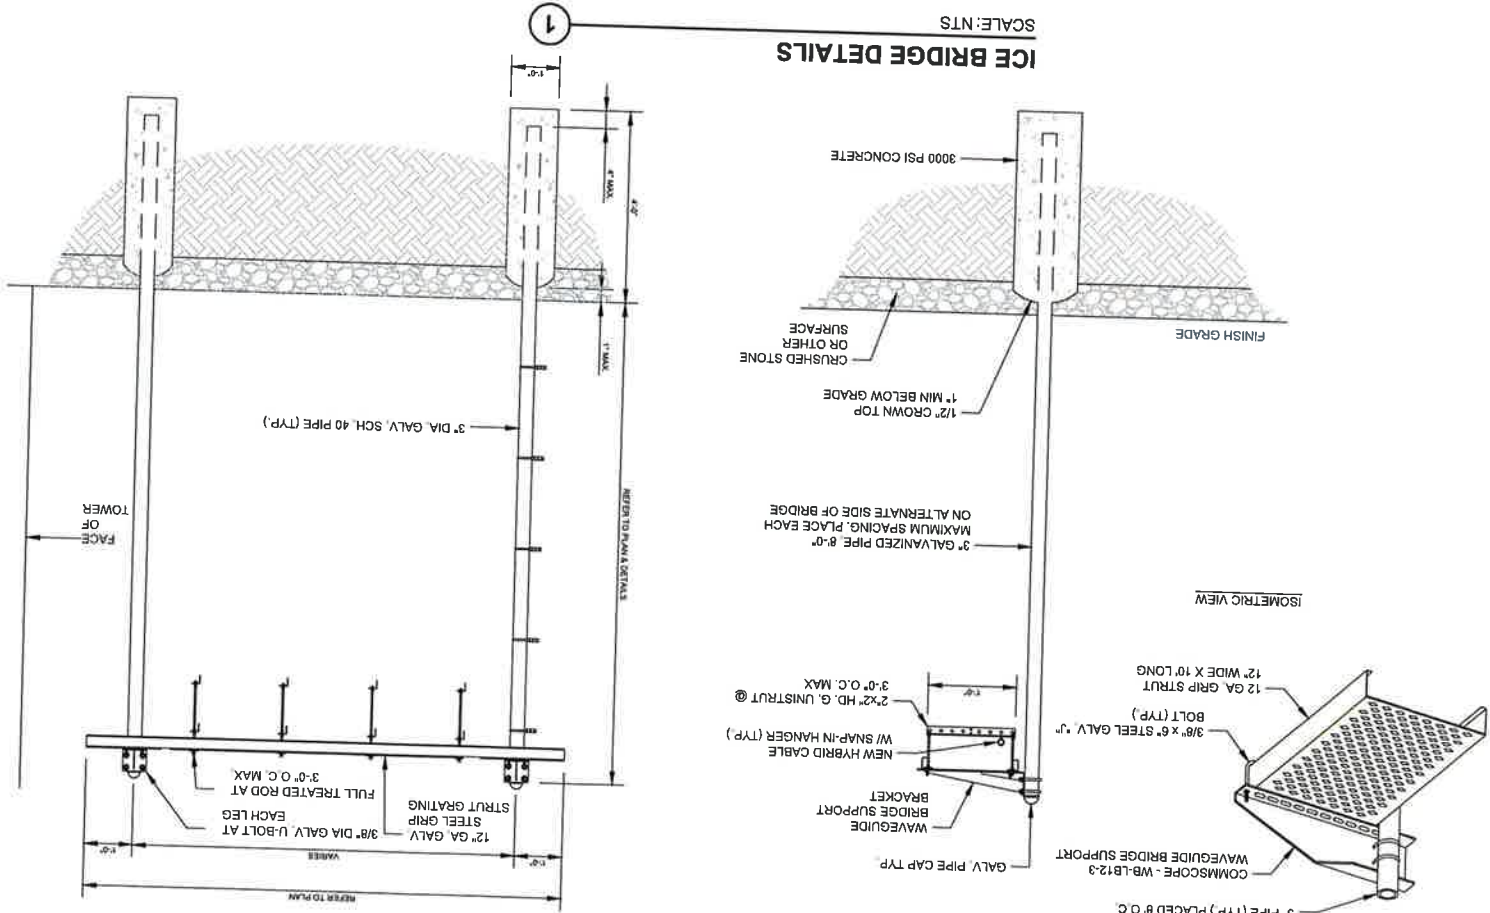 3" PIPE (TYP.) PLACED 8' O.C.
COMMSCOPE - WB-LB12-3
WAVEGUIDE BRIDGE SUPPORT
3/8" x 6" STEEL GALV. "J"
BOLT (TYP.)
12 GA. GRIP STRUT
12" WIDE X 10' LONG
ISOMETRIC VIEW
GALV. PIPE CAP TYP.
WAVEGUIDE
BRIDGE SUPPORT
BRACKET
NEW HYBRID CABLE
W/ SNAP-IN HANGER (TYP.)
2"x2" HD. G. UNISTRUT @
3'-0" O.C. MAX
1'-0"
3" GALVANIZED PIPE, 8'-0"
MAXIMUM SPACING. PLACE EACH
ON ALTERNATE SIDE OF BRIDGE
1/2" CROWN TOP
1" MIN BELOW GRADE
CRUSHED STONE
OR OTHER
SURFACE
FINISH GRADE
3000 PSI CONCRETE
REFER TO PLAN
1'-0"
VARIES
1'-0"
12" GA. GALV.
STEEL GRIP
STRUT GRATING
3/8" DIA GALV. U-BOLT AT
EACH LEG
FULL TREATED ROD AT
3'-0" O.C. MAX
REFER TO PLAN & DETAILS
FACE
OF
TOWER
3" DIA. GALV. SCH. 40 PIPE (TYP.)
1" MAX.
4'-0"
4" MAX.
1'-0"
ICE BRIDGE DETAILS
SCALE: NTS
1